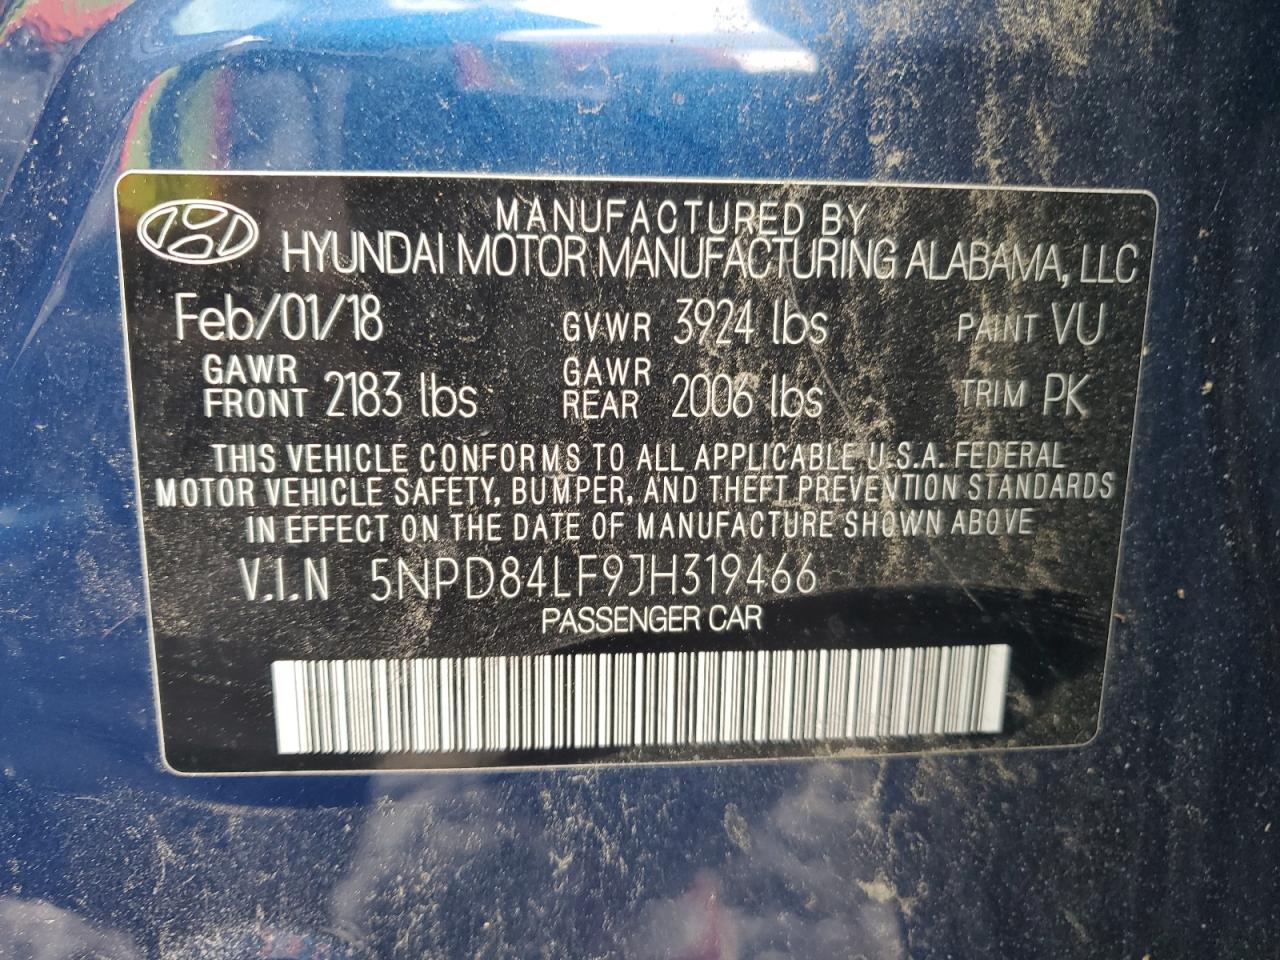 MANUFACTURED BY
HYUNDAI MOTOR MANUFACTURING ALABAMA, LLC
Feb/01/18 GVWR 3924 lbs PAINT VU
GAWR FRONT 2183 lbs GAWR REAR 2006 lbs TRIM PK
THIS VEHICLE CONFORMS TO ALL APPLICABLE U.S.A. FEDERAL
MOTOR VEHICLE SAFETY, BUMPER, AND THEFT PREVENTION STANDARDS
IN EFFECT ON THE DATE OF MANUFACTURE SHOWN ABOVE
V.I.N 5NPD84LF9JH319466
PASSENGER CAR